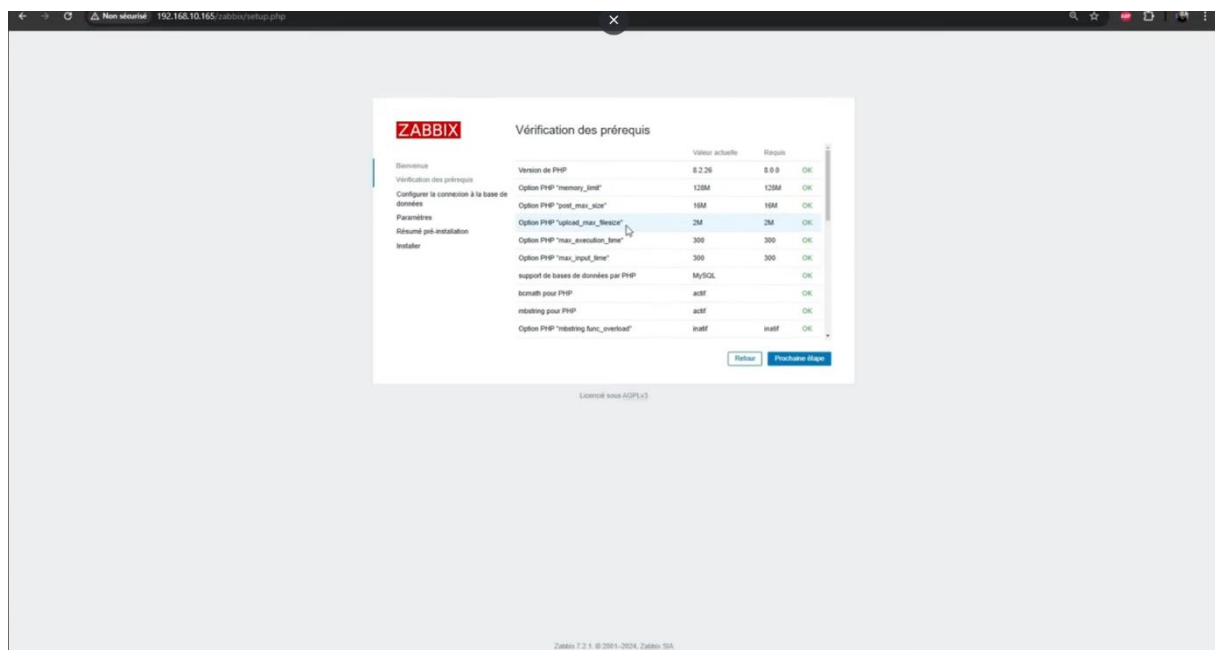 Non sécurisé 192.168.10.165/zabbix/setup.php
ZABBIX
Bienvenue
Vérification des prérequis
Configurer la connexion à la base de
données
Paramètres
Résumé pré-installation
Installer
Vérification des prérequis
Valeur actuelle Requis
Version de PHP 8.2.26 8.0.0 OK
Option PHP "memory_limit" 128M 128M OK
Option PHP "post_max_size" 16M 16M OK
Option PHP "upload_max_filesize" 2M 2M OK
Option PHP "max_execution_time" 300 300 OK
Option PHP "max_input_time" 300 300 OK
support de bases de données par PHP MySQL OK
bcmath pour PHP actif OK
mbstring pour PHP actif OK
Option PHP "mbstring.func_overload" inatif inatif OK
Retour Prochaine étape
Licencié sous AGPLv3
Zabbix 7.2.1. © 2001–2024, Zabbix SIA